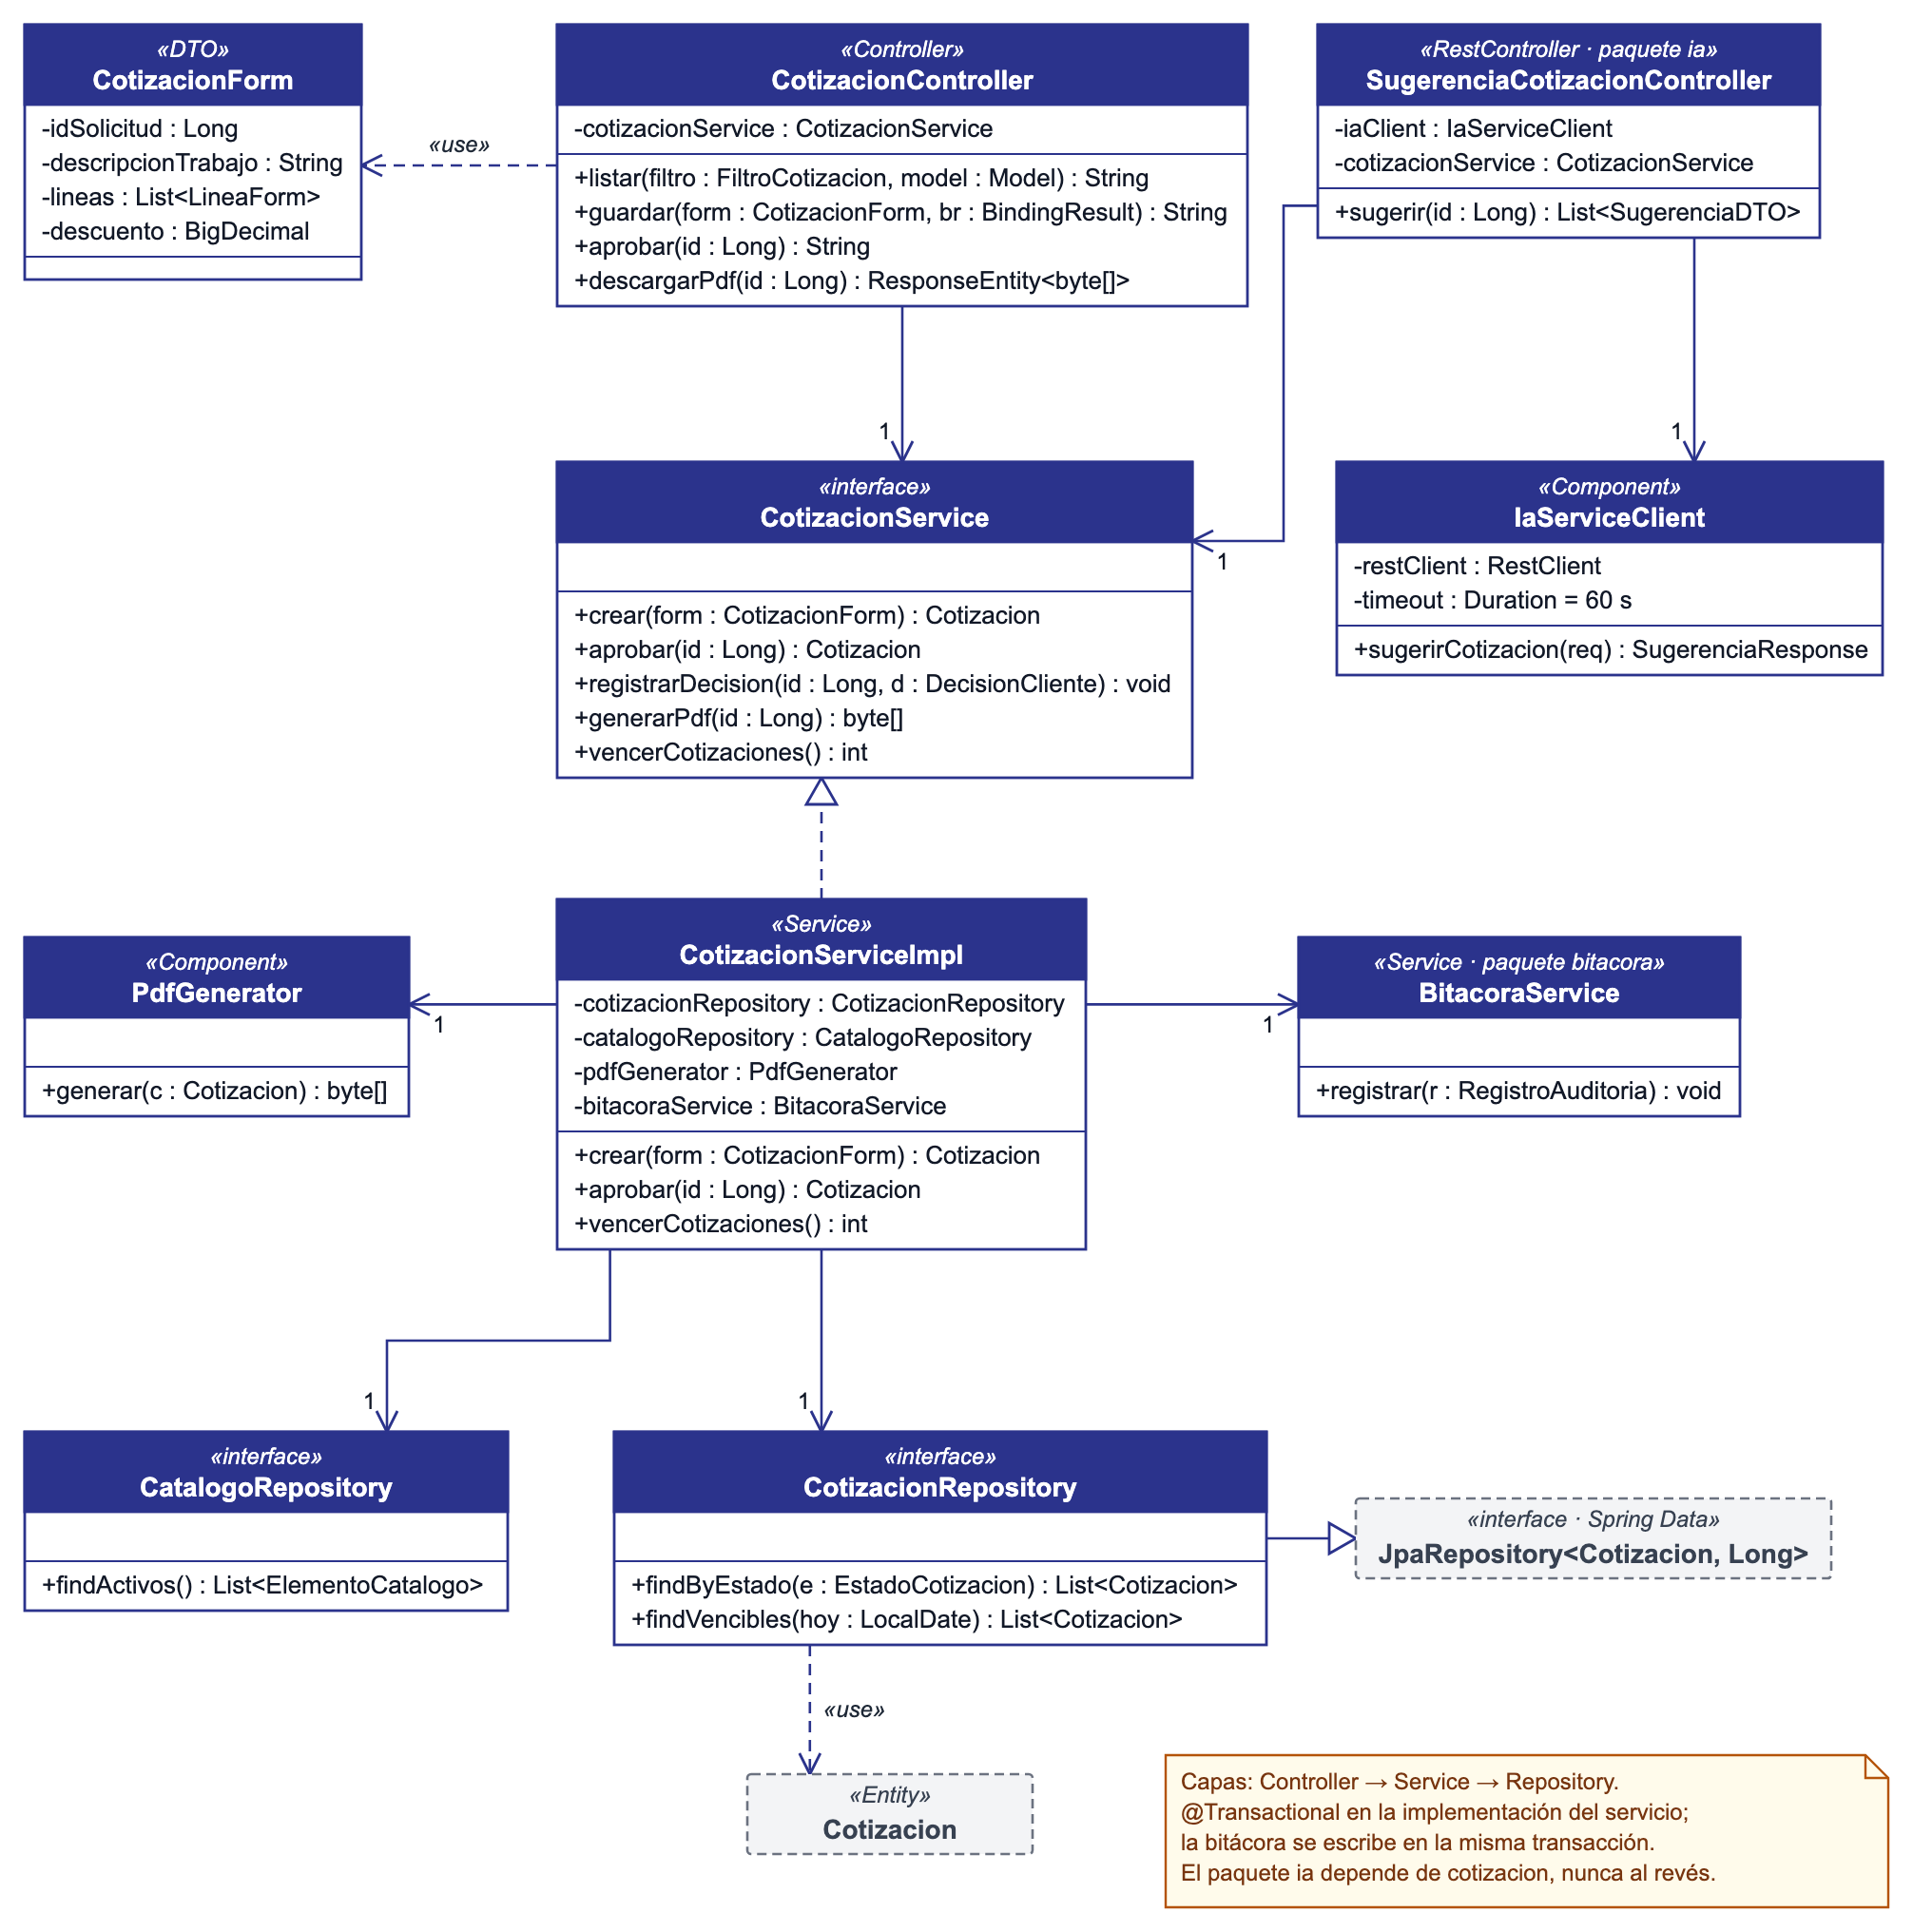 «DTO»
CotizacionForm
-idSolicitud : Long
-descripcionTrabajo : String
-lineas : List<LineaForm>
-descuento : BigDecimal
«use»
«Controller»
CotizacionController
-cotizacionService : CotizacionService
+listar(filtro : FiltroCotizacion, model : Model) : String
+guardar(form : CotizacionForm, br : BindingResult) : String
+aprobar(id : Long) : String
+descargarPdf(id : Long) : ResponseEntity<byte[]>
«RestController · paquete ia»
SugerenciaCotizacionController
-iaClient : IaServiceClient
-cotizacionService : CotizacionService
+sugerir(id : Long) : List<SugerenciaDTO>
1
1
1
«interface»
CotizacionService
+crear(form : CotizacionForm) : Cotizacion
+aprobar(id : Long) : Cotizacion
+registrarDecision(id : Long, d : DecisionCliente) : void
+generarPdf(id : Long) : byte[]
+vencerCotizaciones() : int
«Component»
IaServiceClient
-restClient : RestClient
-timeout : Duration = 60 s
+sugerirCotizacion(req) : SugerenciaResponse
«Component»
PdfGenerator
+generar(c : Cotizacion) : byte[]
1
«Service»
CotizacionServiceImpl
-cotizacionRepository : CotizacionRepository
-catalogoRepository : CatalogoRepository
-pdfGenerator : PdfGenerator
-bitacoraService : BitacoraService
+crear(form : CotizacionForm) : Cotizacion
+aprobar(id : Long) : Cotizacion
+vencerCotizaciones() : int
1
«Service · paquete bitacora»
BitacoraService
+registrar(r : RegistroAuditoria) : void
1
1
«interface»
CatalogoRepository
+findActivos() : List<ElementoCatalogo>
«interface»
CotizacionRepository
+findByEstado(e : EstadoCotizacion) : List<Cotizacion>
+findVencibles(hoy : LocalDate) : List<Cotizacion>
«interface · Spring Data»
JpaRepository<Cotizacion, Long>
«use»
«Entity»
Cotizacion
Capas: Controller → Service → Repository.
@Transactional en la implementación del servicio;
la bitácora se escribe en la misma transacción.
El paquete ia depende de cotizacion, nunca al revés.